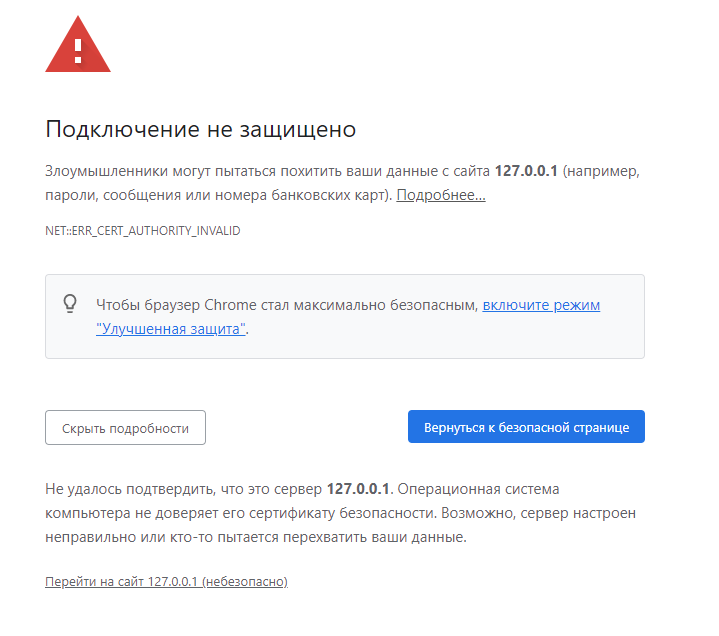 Подключение не защищено
Злоумышленники могут пытаться похитить ваши данные с сайта 127.0.0.1 (например,
пароли, сообщения или номера банковских карт). Подробнее...
NET::ERR_CERT_AUTHORITY_INVALID
Чтобы браузер Chrome стал максимально безопасным, включите режим
"Улучшенная защита".
Скрыть подробности
Вернуться к безопасной странице
Не удалось подтвердить, что это сервер 127.0.0.1. Операционная система
компьютера не доверяет его сертификату безопасности. Возможно, сервер настроен
неправильно или кто-то пытается перехватить ваши данные.
Перейти на сайт 127.0.0.1 (небезопасно)